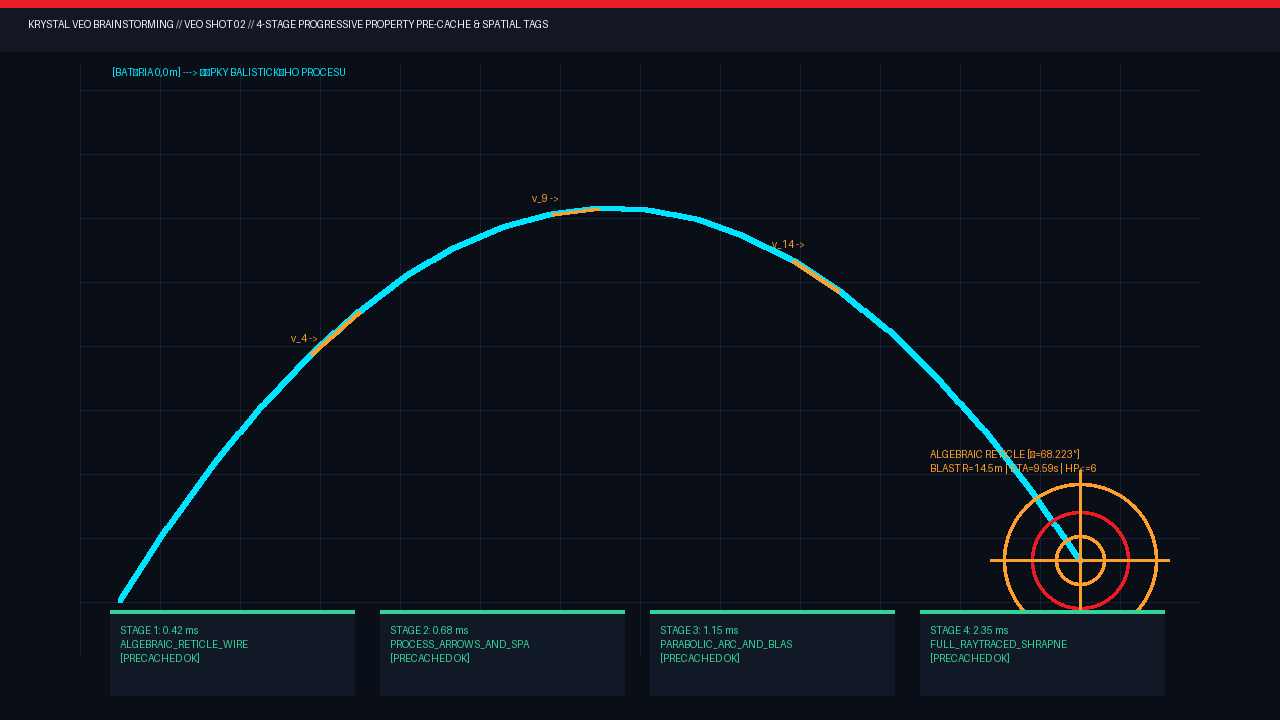 KRYSTAL VEO BRAINSTORMING // VEO SHOT 02 // 4-STAGE PROGRESSIVE PROPERTY PRE-CACHE & SPATIAL TAGS
[BAT▯RIA 0,0 m] ---> ▯▯PKY BALISTICK▯HO PROCESU
v_9 ->
v_14 ->
v_4 ->
ALGEBRAIC RETICLE [▯=68.223°]
BLAST R=14.5m | ETA=9.59s | HP<=6
STAGE 1: 0.42 ms
ALGEBRAIC_RETICLE_WIRE
[PRECACHED OK]
STAGE 2: 0.68 ms
PROCESS_ARROWS_AND_SPA
[PRECACHED OK]
STAGE 3: 1.15 ms
PARABOLIC_ARC_AND_BLAS
[PRECACHED OK]
STAGE 4: 2.35 ms
FULL_RAYTRACED_SHRAPNE
[PRECACHED OK]